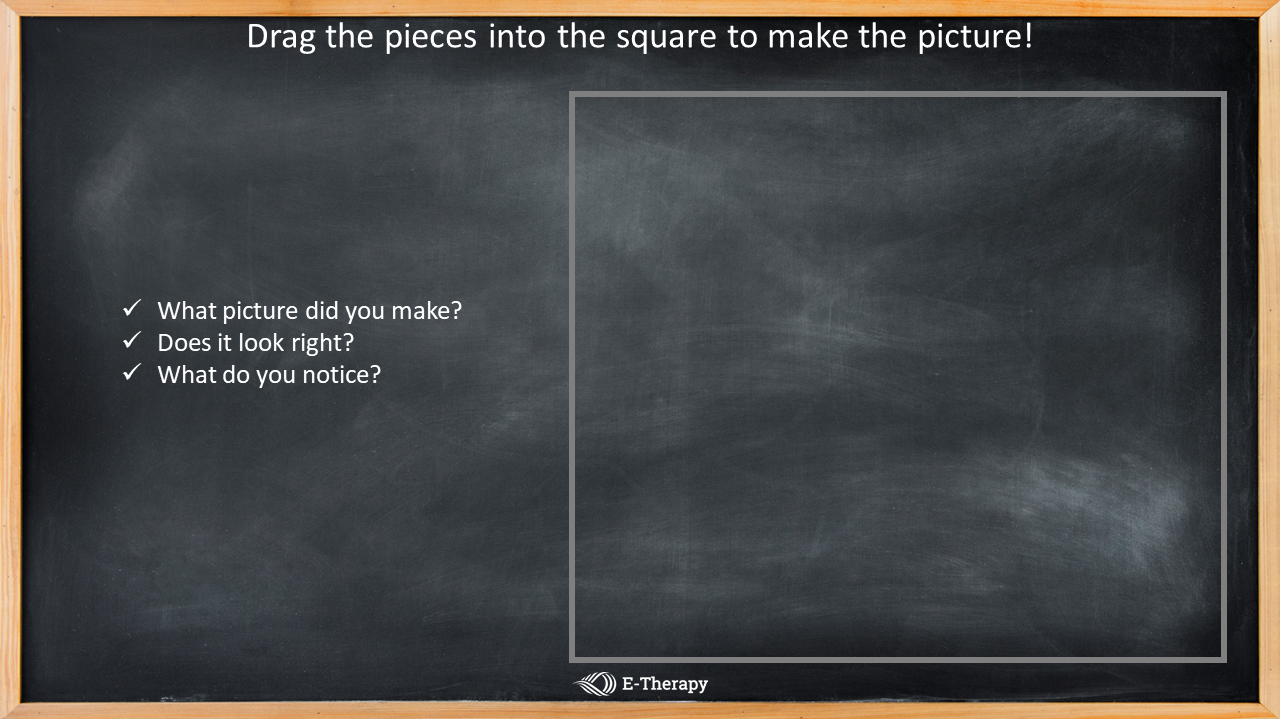 Drag the pieces into the square to make the picture!
✓ What picture did you make?
✓ Does it look right?
✓ What do you notice?
E-Therapy